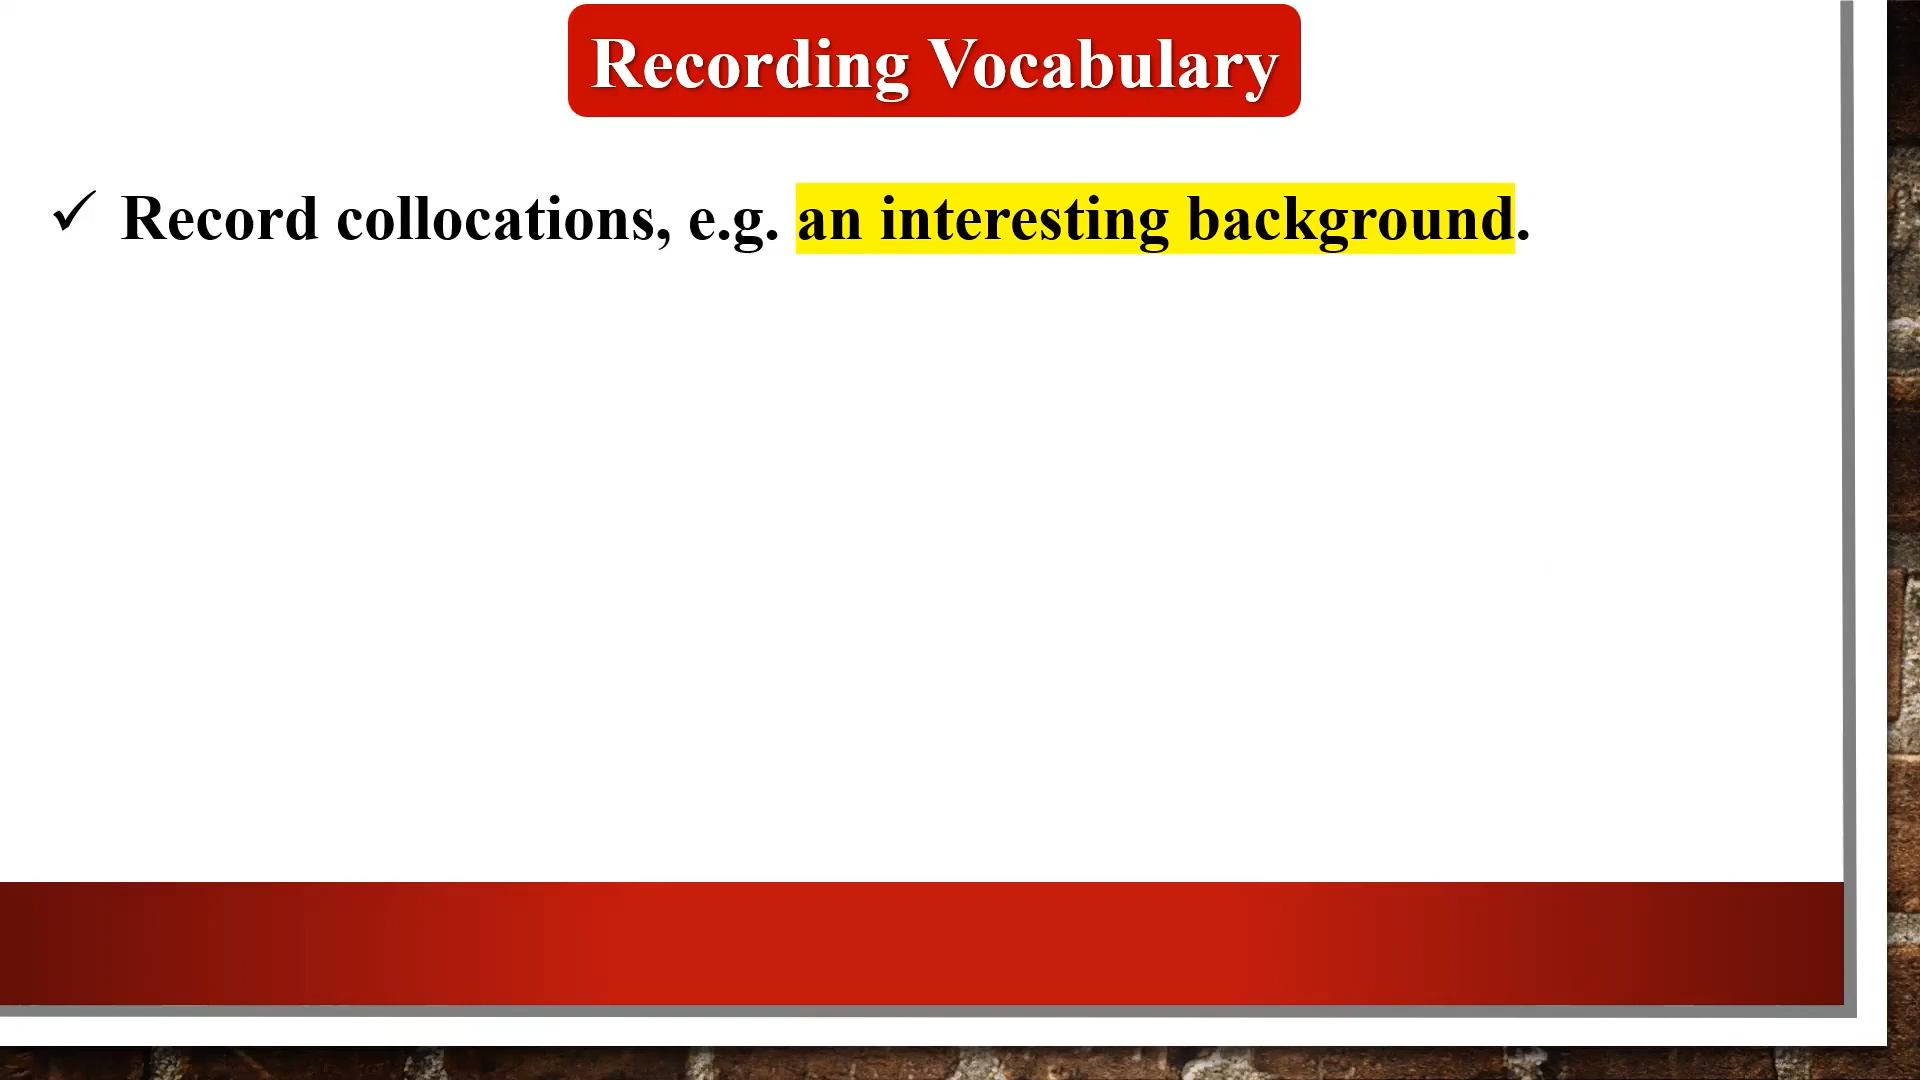 Recording Vocabulary
✓ Record collocations, e.g. an interesting background.